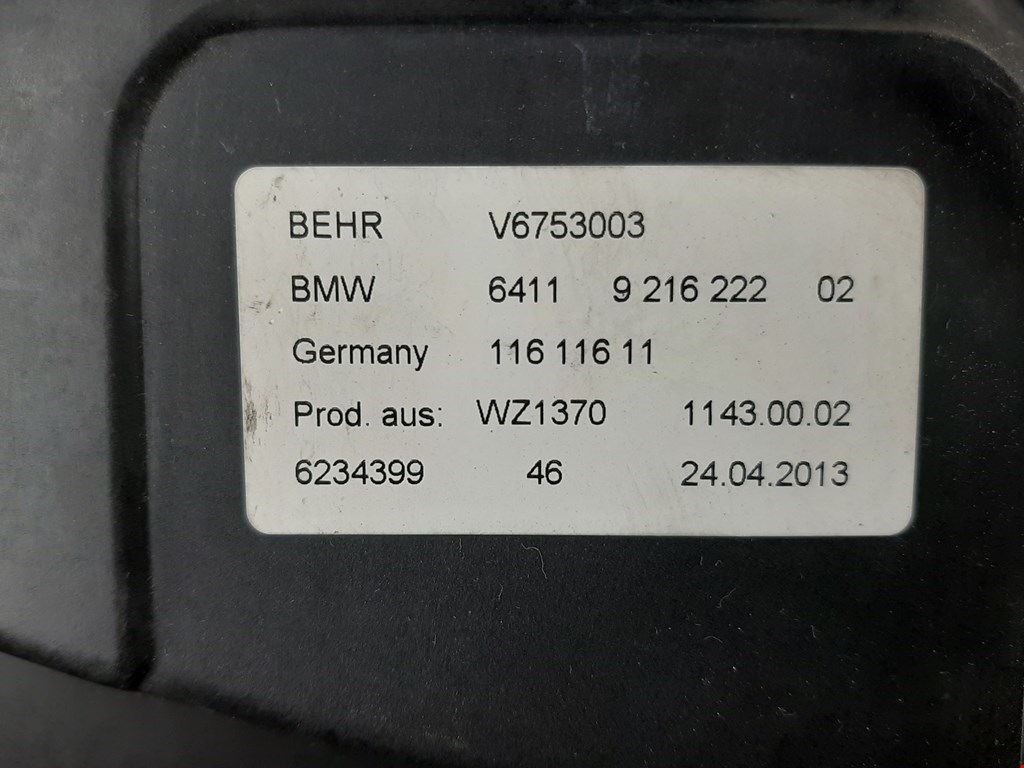 BEHR V6753003
BMW 6411 9 216 222 02
Germany 116 116 11
Prod. aus: WZ1370 1143.00.02
6234399 46 24.04.2013